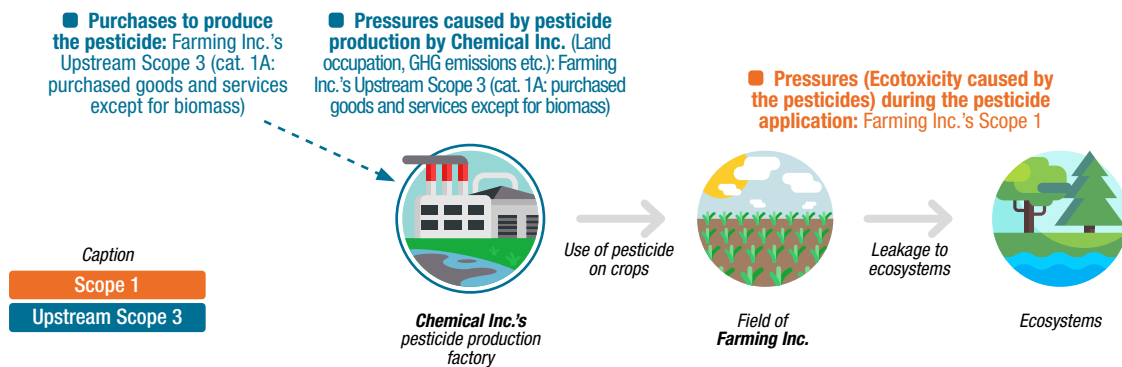 Purchases to produce
the pesticide: Farming Inc.'s
Upstream Scope 3 (cat. 1A:
purchased goods and services
except for biomass)
Pressures caused by pesticide
production by Chemical Inc. (Land
occupation, GHG emissions etc.): Farming
Inc.'s Upstream Scope 3 (cat. 1A: purchased
goods and services except for biomass)
Pressures (Ecotoxicity caused by
the pesticides) during the pesticide
application: Farming Inc.'s Scope 1
Use of pesticide
on crops
Leakage to
ecosystems
Caption
Scope 1
Upstream Scope 3
Chemical Inc.'s
pesticide production
factory
Field of
Farming Inc.
Ecosystems